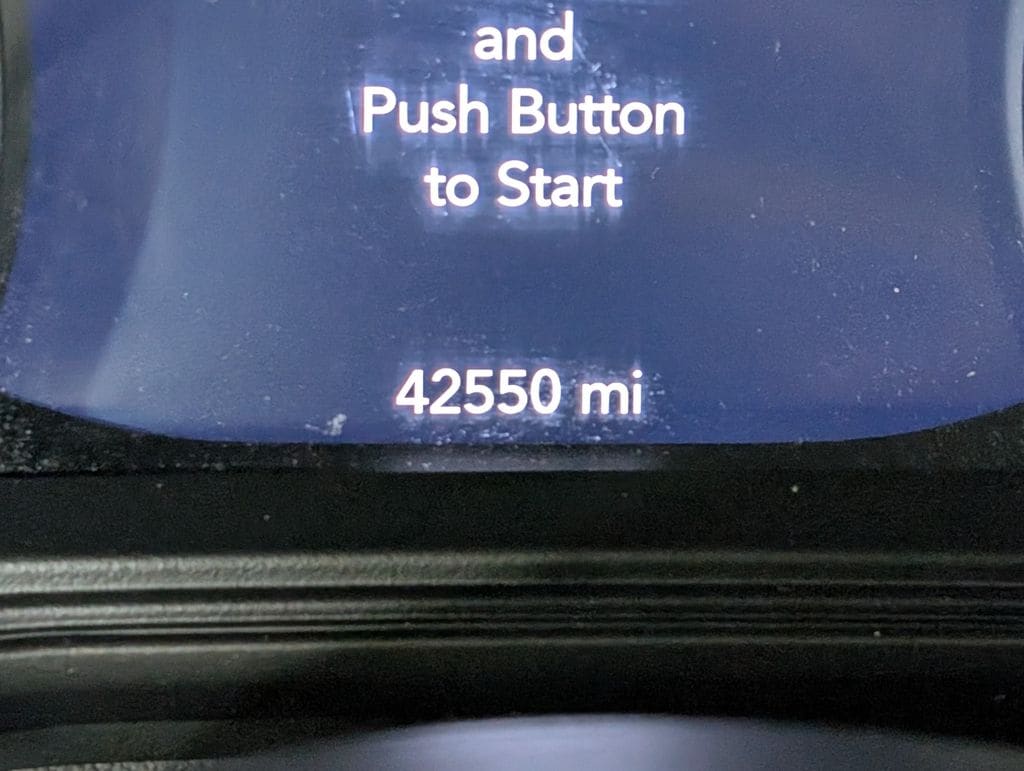 and
Push Button
to Start
42550 mi